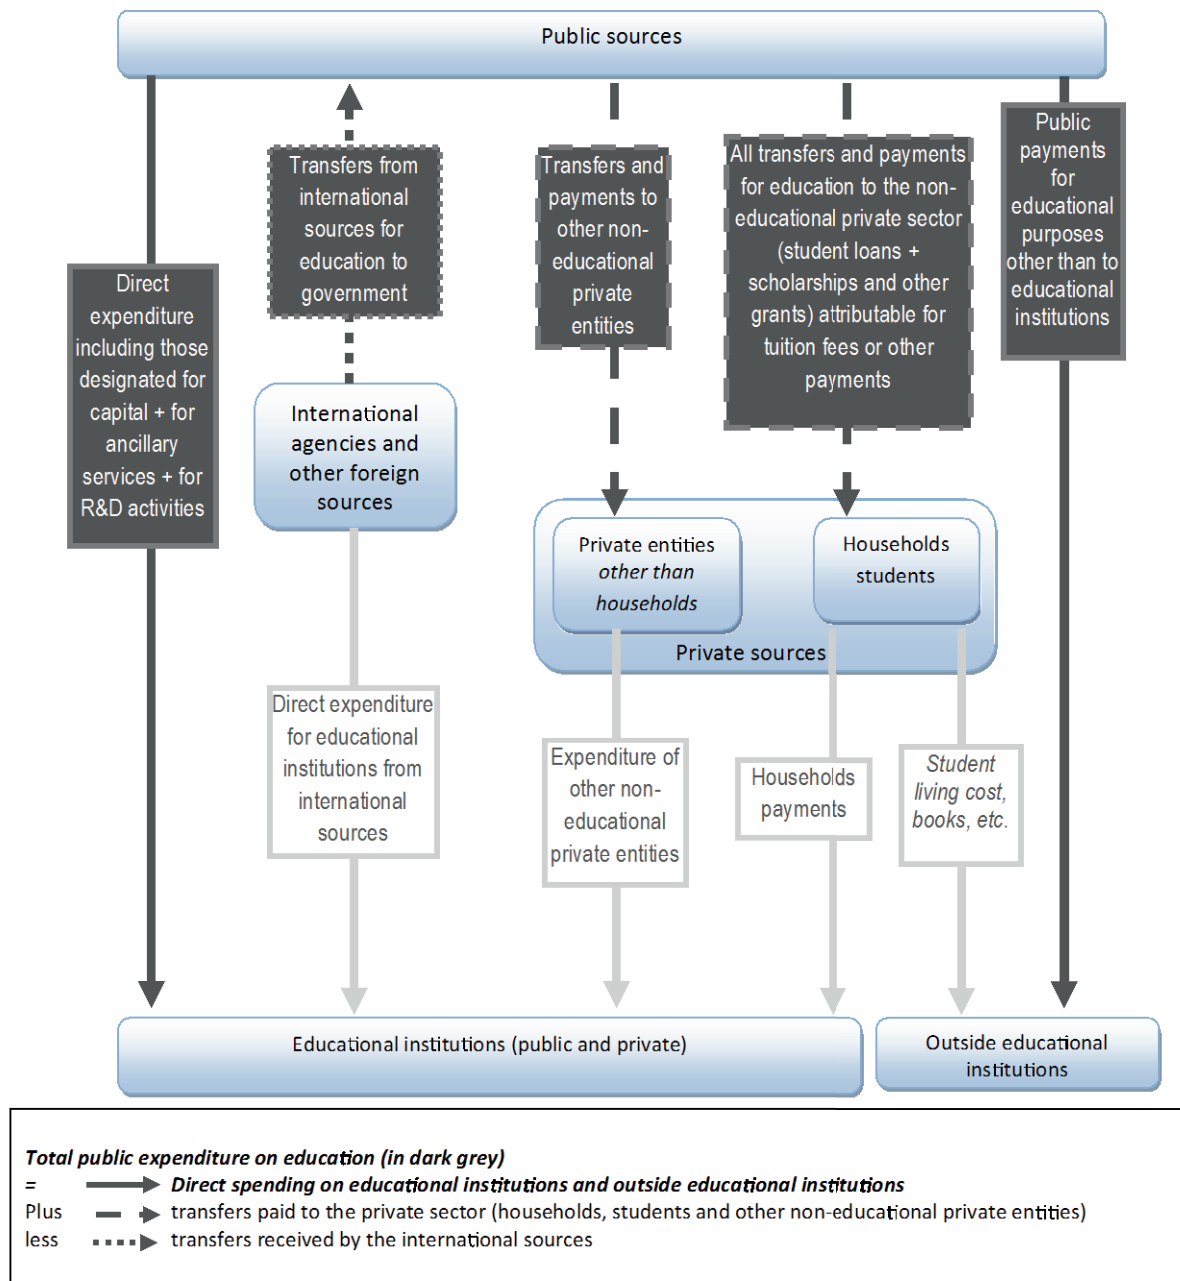 Public sources
Transfers from
international
sources for
education to
government
Transfers and
payments to
other non-
educational
private
entities
All transfers and payments
for education to the non-
educational private sector
(student loans +
scholarships and other
grants) attributable for
tuition fees or other
payments
Public
payments
for
educational
purposes
other than to
educational
institutions
Direct
expenditure
including those
designated for
capital + for
ancillary
services + for
R&D activities
International
agencies and
other foreign
sources
Private entities
other than
households
Households
students
Private sources
Direct expenditure
for educational
institutions from
international
sources
Expenditure of
other non-
educational
private entities
Households
payments
Student
living cost,
books, etc.
Educational institutions (public and private)
Outside educational
institutions
Total public expenditure on education (in dark grey)
= Direct spending on educational institutions and outside educational institutions
Plus transfers paid to the private sector (households, students and other non-educational private entities)
less transfers received by the international sources